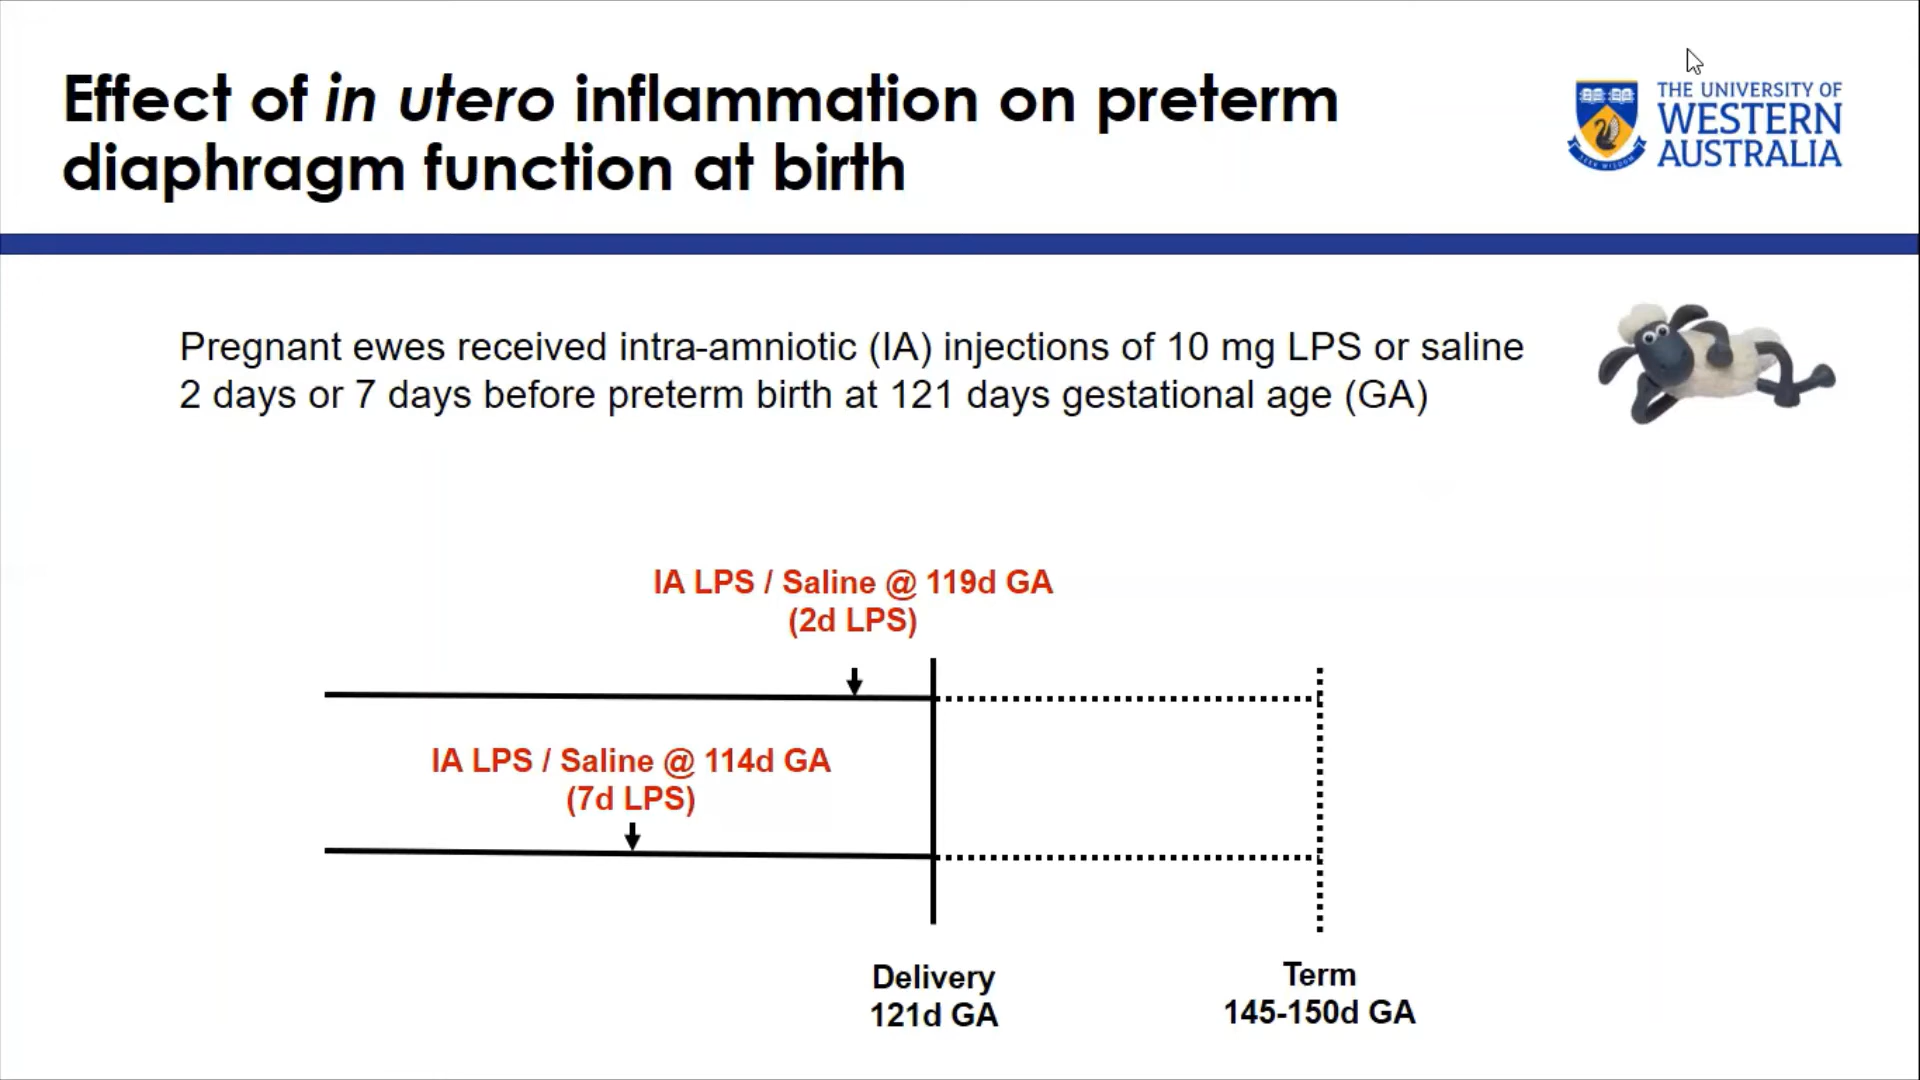 Effect of in utero inflammation on preterm
diaphragm function at birth
THE UNIVERSITY OF
WESTERN
AUSTRALIA
SEEK WISDOM
Pregnant ewes received intra-amniotic (IA) injections of 10 mg LPS or saline
2 days or 7 days before preterm birth at 121 days gestational age (GA)
IA LPS / Saline @ 119d GA
(2d LPS)
IA LPS / Saline @ 114d GA
(7d LPS)
Delivery
121d GA
Term
145-150d GA